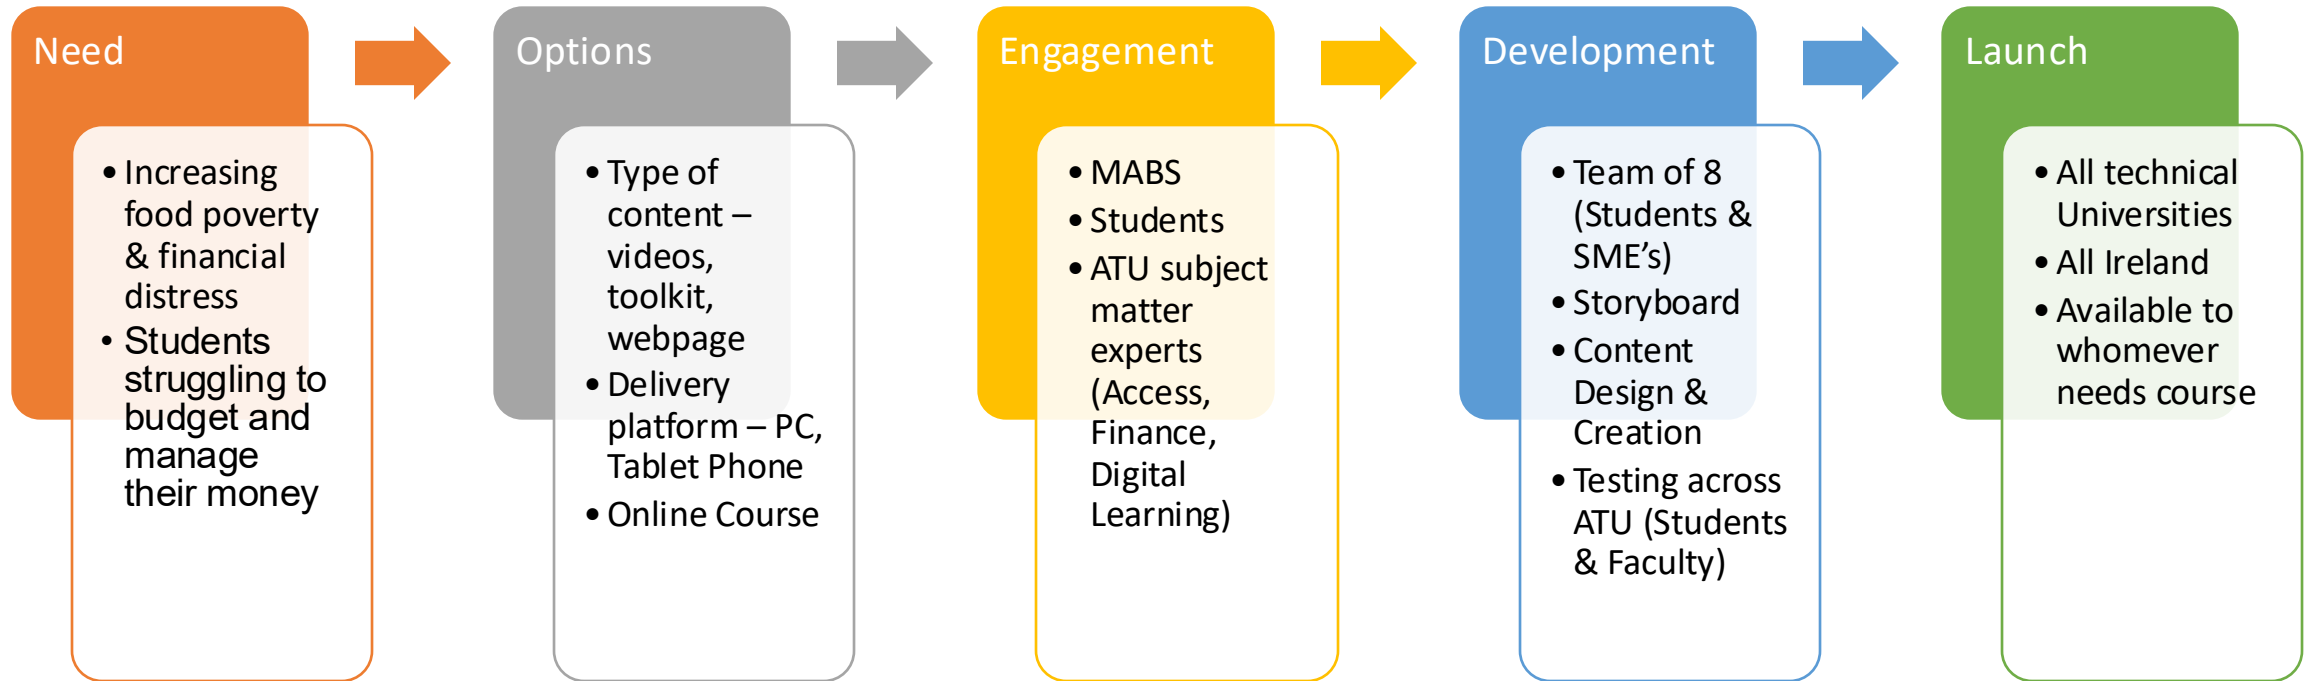 Need
• Increasing
food poverty
& financial
distress
• Students
struggling to
budget and
manage
their money
Options
• Type of
content –
videos,
toolkit,
webpage
• Delivery
platform – PC,
Tablet Phone
• Online Course
Engagement
• MABS
• Students
• ATU subject
matter
experts
(Access,
Finance,
Digital
Learning)
Development
• Team of 8
(Students &
SME’s)
• Storyboard
• Content
Design &
Creation
• Testing across
ATU (Students
& Faculty)
Launch
• All technical
Universities
• All Ireland
• Available to
whomever
needs course